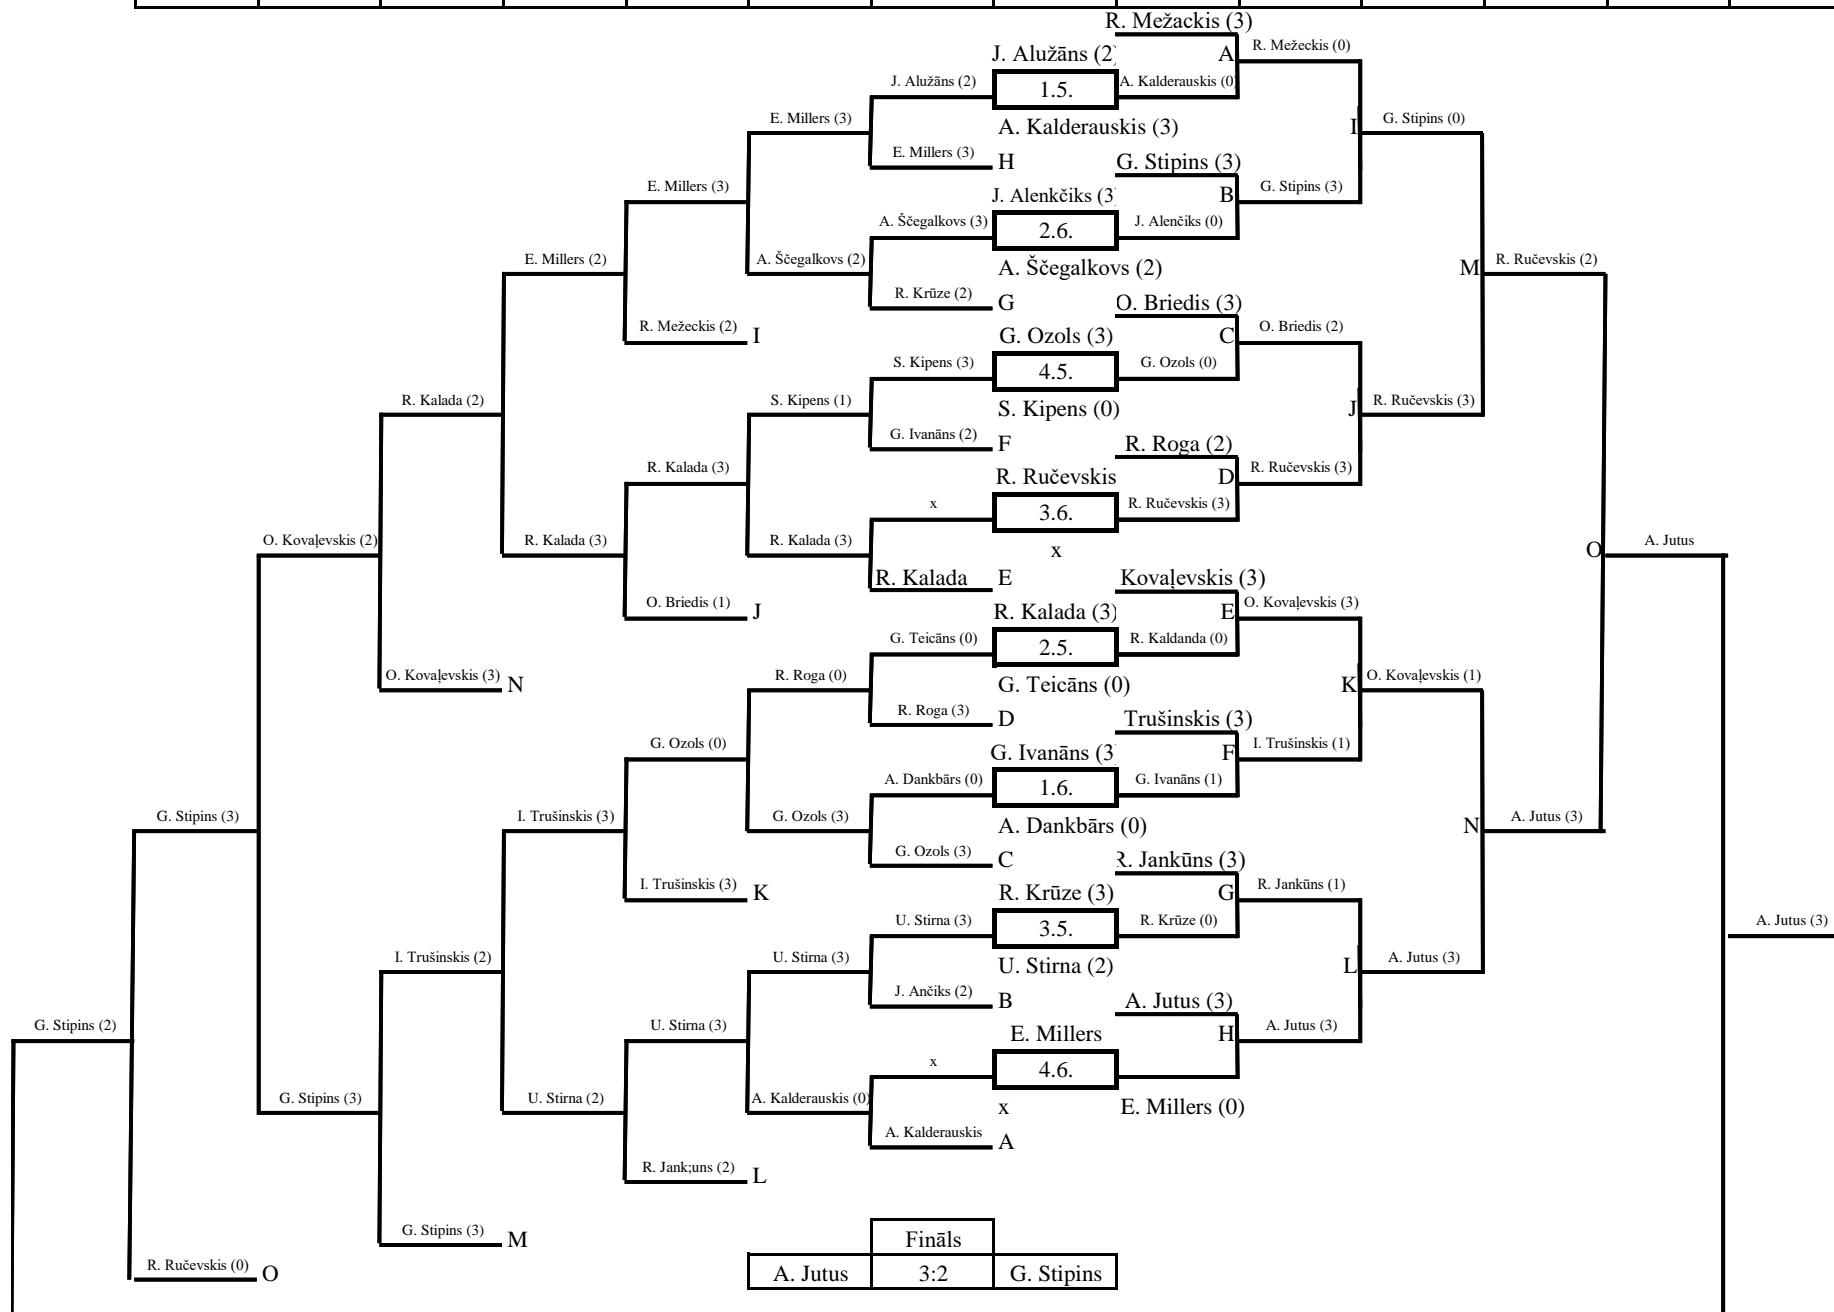 R. Mežackis (3)
J. Alužāns (2)
A
R. Mežeckis (0)
J. Alužāns (2)
1.5.
A. Kalderauskis (0)
E. Millers (3)
A. Kalderauskis (3)
I
G. Stipins (0)
E. Millers (3)
H
G. Stipins (3)
E. Millers (3)
J. Alenkčiks (3)
B
G. Stipins (3)
A. Ščegalkovs (3)
2.6.
J. Alenčiks (0)
E. Millers (2)
A. Ščegalkovs (2)
A. Ščegalkovs (2)
M
R. Ručevskis (2)
R. Krūze (2)
G
O. Briedis (3)
R. Mežeckis (2)
I
G. Ozols (3)
C
O. Briedis (2)
S. Kipens (3)
4.5.
G. Ozols (0)
R. Kalada (2)
S. Kipens (1)
S. Kipens (0)
J
R. Ručevskis (3)
G. Ivanāns (2)
F
R. Roga (2)
R. Kalada (3)
R. Ručevskis
D
R. Ručevskis (3)
x
3.6.
R. Ručevskis (3)
O. Kovaļevskis (2)
R. Kalada (3)
R. Kalada (3)
x
O
A. Jutus
R. Kalada
E
Kovaļevskis (3)
O. Briedis (1)
J
R. Kalada (3)
E
O. Kovaļevskis (3)
G. Teicāns (0)
2.5.
R. Kaldanda (0)
O. Kovaļevskis (3)
N
R. Roga (0)
G. Teicāns (0)
K
O. Kovaļevskis (1)
R. Roga (3)
D
Trušinskis (3)
G. Ozols (0)
G. Ivanāns (3)
F
I. Trušinskis (1)
A. Dankbārs (0)
1.6.
G. Ivanāns (1)
G. Stipins (3)
I. Trušinskis (3)
G. Ozols (3)
A. Dankbārs (0)
N
A. Jutus (3)
G. Ozols (3)
C
R. Jankūns (3)
I. Trušinskis (3)
K
R. Krūze (3)
G
R. Jankūns (1)
U. Stirna (3)
3.5.
R. Krūze (0)
A. Jutus (3)
I. Trušinskis (2)
U. Stirna (3)
U. Stirna (2)
L
A. Jutus (3)
J. Ančiks (2)
B
A. Jutus (3)
G. Stipins (2)
U. Stirna (3)
E. Millers
H
A. Jutus (3)
x
4.6.
G. Stipins (3)
U. Stirna (2)
A. Kalderauskis (0)
x
E. Millers (0)
A. Kalderauskis
A
R. Jank;uns (2)
L
G. Stipins (3)
M
Fināls
R. Ručevskis (0)
O
A. Jutus
3:2
G. Stipins